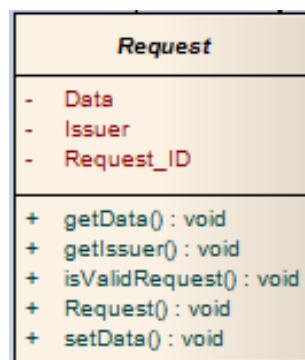 Request
- Data
- Issuer
- Request_ID
+ getData() : void
+ getIssuer() : void
+ isValidRequest() : void
+ Request() : void
+ setData() : void